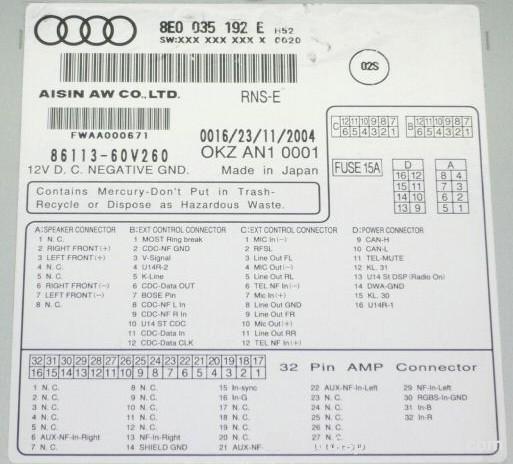 8E0 035 192 E H52
SW:XXX XXX XXX X 0020
02S
AISIN AW CO.,LTD. RNS-E
FWAA000671
0016/23/11/2004
86113-60V260 OKZ AN1 0001
12V D. C. NEGATIVE GND. Made in Japan
Contains Mercury-Don't Put in Trash-
Recycle or Dispose as Hazardous Waste.
C 12 11 10 9 8 7 B 12 11 10 9 8 7
6 5 4 3 2 1 6 5 4 3 2 1
FUSE 15A
D A
16 12 8 4
15 11 7 3
14 10 6 2
13 9 5 1
A:SPEAKER CONNECTOR
1 N. C.
2 RIGHT FRONT(+)
3 LEFT FRONT(+)
4 N. C.
5 N. C.
6 RIGHT FRONT(-)
7 LEFT FRONT(-)
8 N. C.
B:EXT CONTROL CONNECTOR
1 MOST Ring break
2 CDC-NF GND
3 V-Signal
4 U14R-2
5 K-Line
6 CDC-Data OUT
7 BOSE Pin
8 CDC-NF L In
9 CDC-NF R In
10 U14 ST CDC
11 CDC-Data In
12 CDC-Data CLK
C:EXT CONTROL CONNECTOR
1 MIC In(-)
2 RFSL
3 Line Out FL
4 MIC Out(-)
5 Line Out RL
6 TEL NF In(-)
7 Mic In(+)
8 Line Out GND
9 Line Out FR
10 Mic Out(+)
11 Line Out RR
12 TEL NF In(+)
D:POWER CONNECTOR
9 CAN-H
10 CAN-L
11 TEL-MUTE
12 KL. 31
13 U14 St DSP (Radio On)
14 DWA-GND
15 KL. 30
16 U14R-1
32 31 30 29 28 27 26 25 24 23 22 21 20 19 18 17
16 15 14 13 12 11 10 9 8 7 6 5 4 3 2 1
32 Pin AMP Connector
1 N. C.
2 N. C.
3 N. C.
4 N. C.
5 N. C.
6 AUX-NF-In-Right
7 N. C.
8 N. C.
9 N. C.
10 N. C.
11 N. C.
12 N. C.
13 NF-In-Right
14 SHIELD GND
15 In-sync
16 In-G
17 N. C.
18 N. C.
19 N. C.
20 N. C.
21 AUX-NF-
22 AUX-NF-In-Left
23 N. C.
24 N. C.
25 N. C.
26 N. C.
27 N. C.
29 NF-In-Left
30 RGBS-In-GND
31 In-B
32 In-R